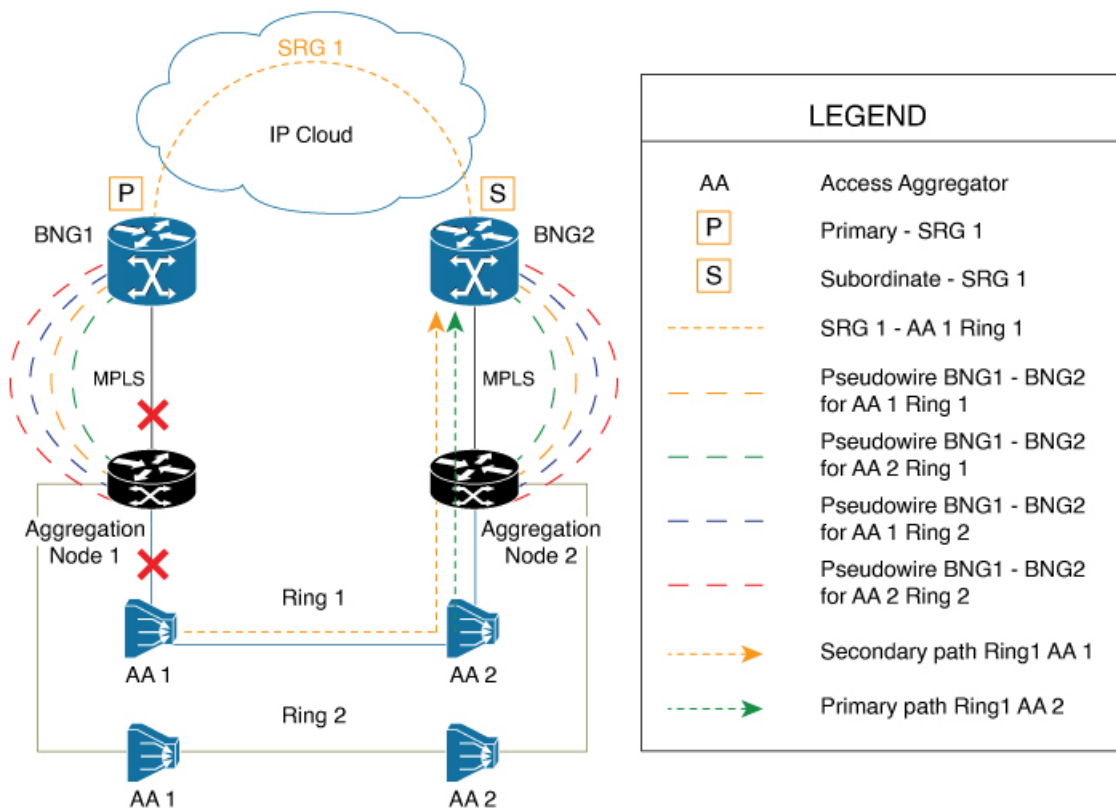 SRG 1
IP Cloud
P
S
BNG1
BNG2
MPLS
MPLS
Aggregation
Node 1
Aggregation
Node 2
Ring 1
AA 1
AA 2
Ring 2
AA 1
AA 2
LEGEND
AA Access Aggregator
P Primary - SRG 1
S Subordinate - SRG 1
SRG 1 - AA 1 Ring 1
Pseudowire BNG1 - BNG2
for AA 1 Ring 1
Pseudowire BNG1 - BNG2
for AA 2 Ring 1
Pseudowire BNG1 - BNG2
for AA 1 Ring 2
Pseudowire BNG1 - BNG2
for AA 2 Ring 2
Secondary path Ring1 AA 1
Primary path Ring1 AA 2